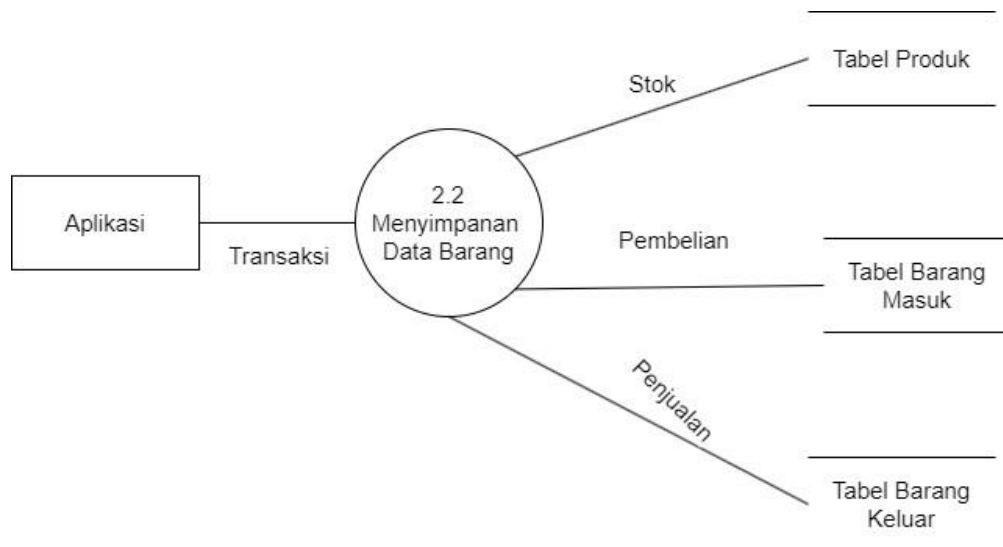 Tabel Produk
Stok
2.2
Menyimpanan
Data Barang
Aplikasi
Transaksi
Pembelian
Tabel Barang
Masuk
Penjualan
Tabel Barang
Keluar